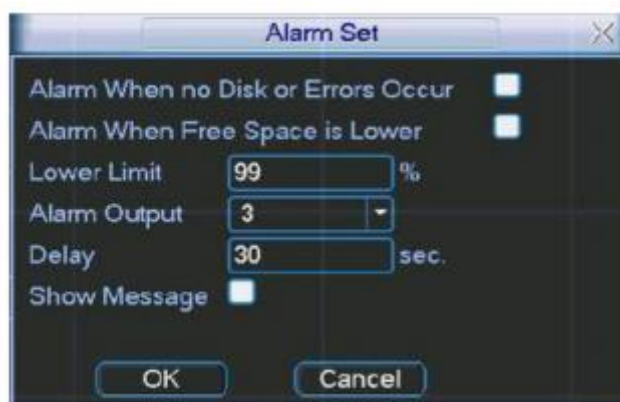 Alarm Set
Alarm When no Disk or Errors Occur
Alarm When Free Space is Lower
Lower Limit 99 %
Alarm Output 3
Delay 30 sec.
Show Message
OK Cancel